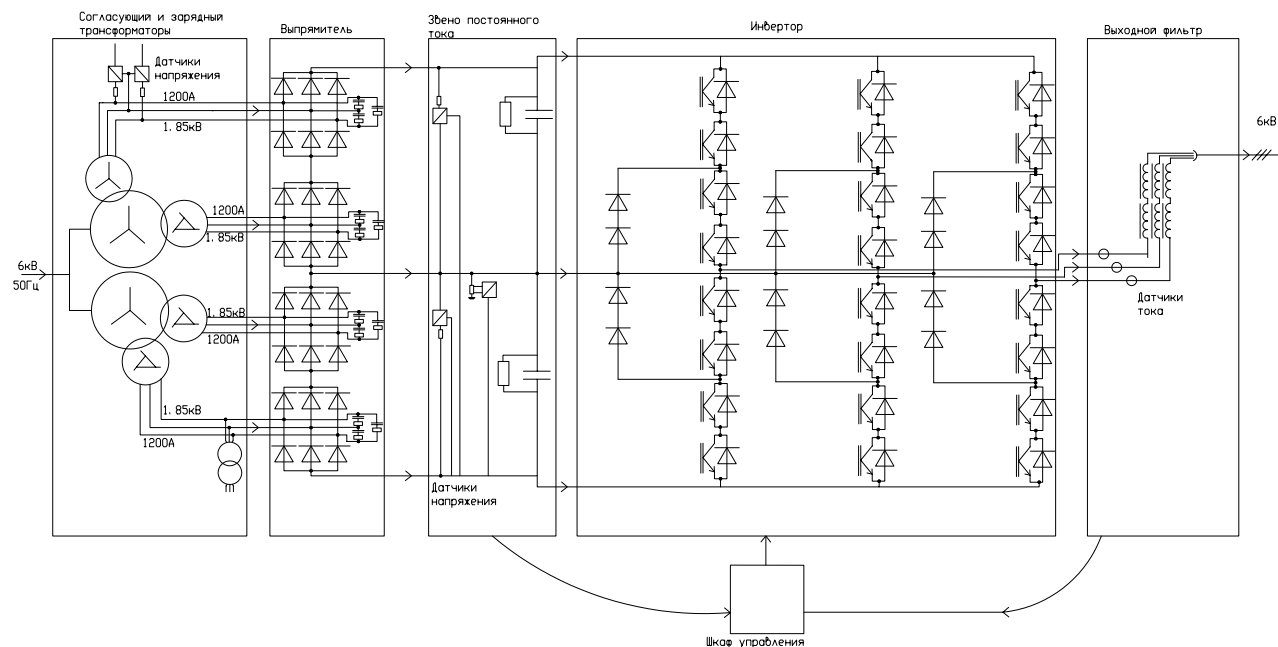 Согласующий и зарядный
трансформаторы
Выпрямитель
Звено постоянного
тока
Инвертор
Выходной фильтр
Датчики
напряжения
1200А
1.85кВ
6кВ
1200А
1.85кВ
6кВ
50Гц
1.85кВ
1200А
Датчики
тока
1.85кВ
1200А
Датчики
напряжения
Шкаф управления